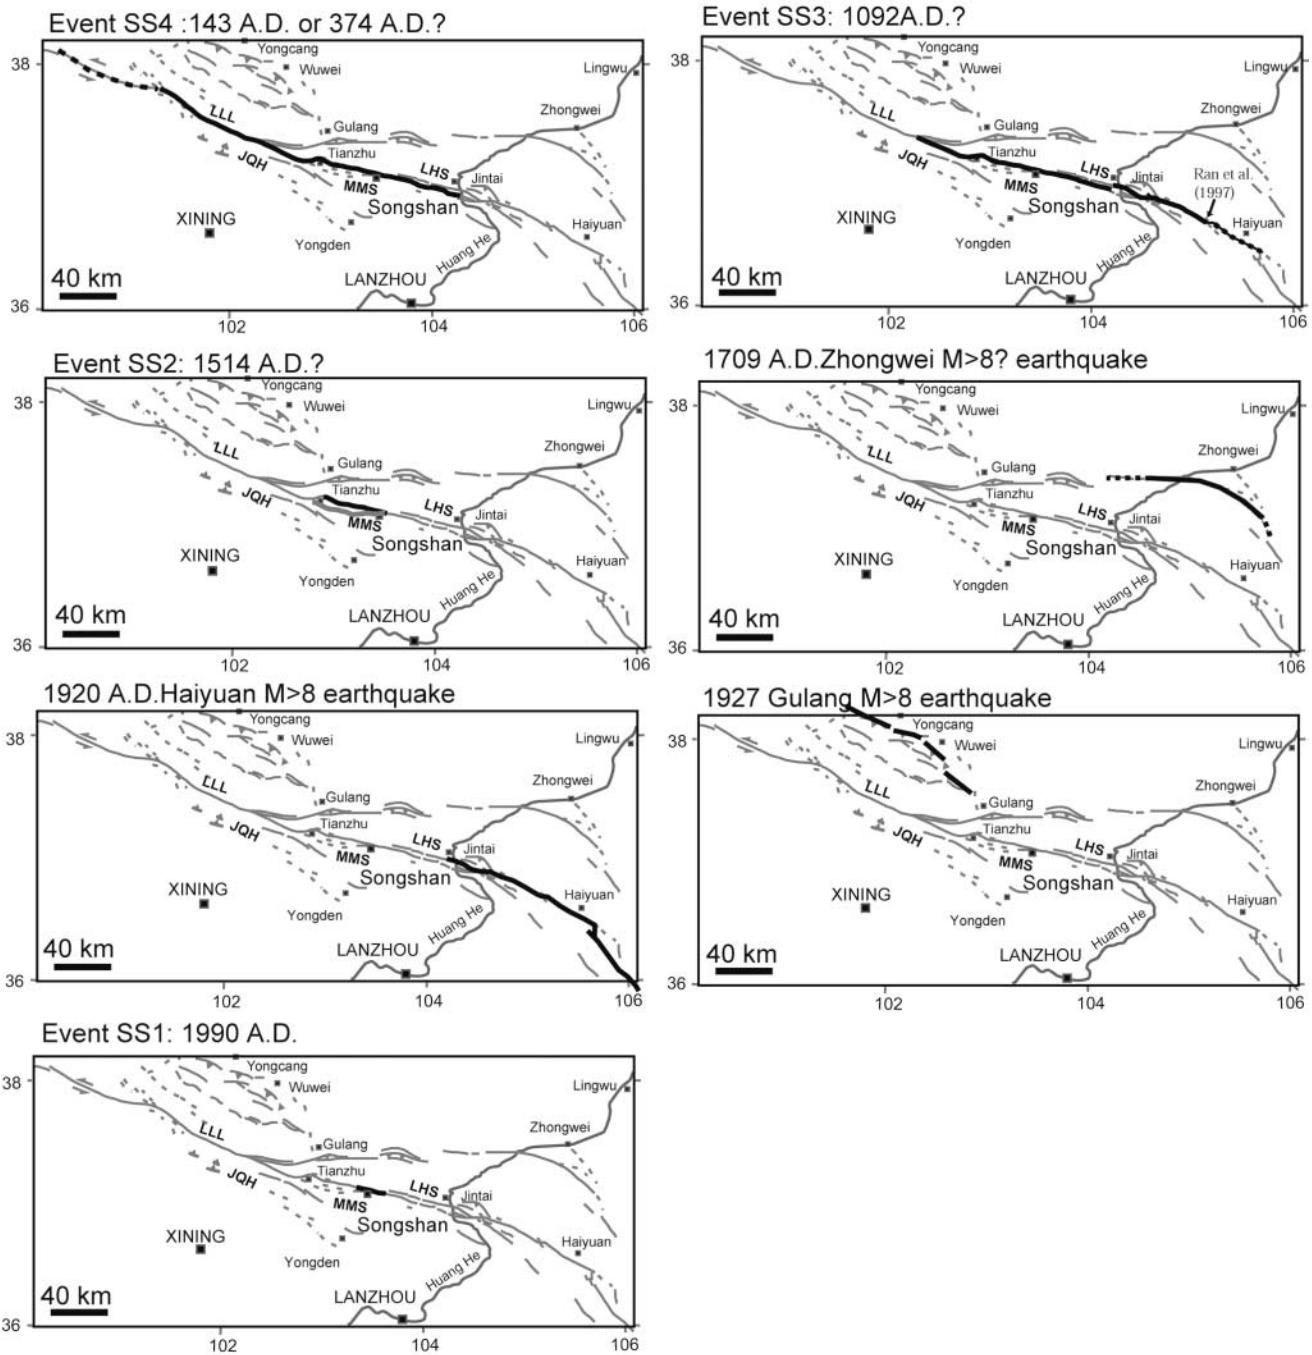 Event SS4 :143 A.D. or 374 A.D.?
38
36
Yongcang
Wuwei
Lingwu
Zhongwei
LLL
Gulang
Tianzhu
JQH
LHS
Jintai
MMS
Songshan
XINING
Yongden
Haiyuan
Huang He
LANZHOU
40 km
102
104
106
Event SS3: 1092A.D.?
38
36
Yongcang
Wuwei
Lingwu
Zhongwei
LLL
Gulang
Tianzhu
JQH
LHS
Jintai
Ran et al.
(1997)
MMS
Songshan
XINING
Yongden
Haiyuan
Huang He
LANZHOU
40 km
102
104
106
Event SS2: 1514 A.D.?
38
36
Yongcang
Wuwei
Lingwu
Zhongwei
LLL
Gulang
Tianzhu
JQH
LHS
Jintai
MMS
Songshan
XINING
Yongden
Haiyuan
Huang He
LANZHOU
40 km
102
104
106
1709 A.D.Zhongwei M>8? earthquake
38
36
Yongcang
Wuwei
Lingwu
Zhongwei
LLL
Gulang
Tianzhu
JQH
LHS
Jintai
MMS
Songshan
XINING
Yongden
Haiyuan
Huang He
LANZHOU
40 km
102
104
106
1920 A.D.Haiyuan M>8 earthquake
38
36
Yongcang
Wuwei
Lingwu
Zhongwei
LLL
Gulang
Tianzhu
JQH
LHS
Jintai
MMS
Songshan
XINING
Yongden
Haiyuan
Huang He
LANZHOU
40 km
102
104
106
1927 Gulang M>8 earthquake
38
36
Yongcang
Wuwei
Lingwu
Zhongwei
LLL
Gulang
Tianzhu
JQH
LHS
Jintai
MMS
Songshan
XINING
Yongden
Haiyuan
Huang He
LANZHOU
40 km
102
104
106
Event SS1: 1990 A.D.
38
36
Yongcang
Wuwei
Lingwu
Zhongwei
LLL
Gulang
Tianzhu
JQH
LHS
Jintai
MMS
Songshan
XINING
Yongden
Haiyuan
Huang He
LANZHOU
40 km
102
104
106